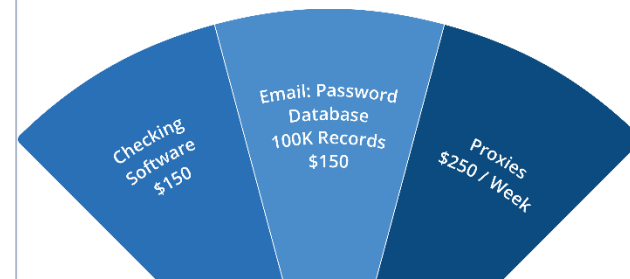 Checking
Software
$150
Email: Password
Database
100K Records
$150
Proxies
$250 / Week